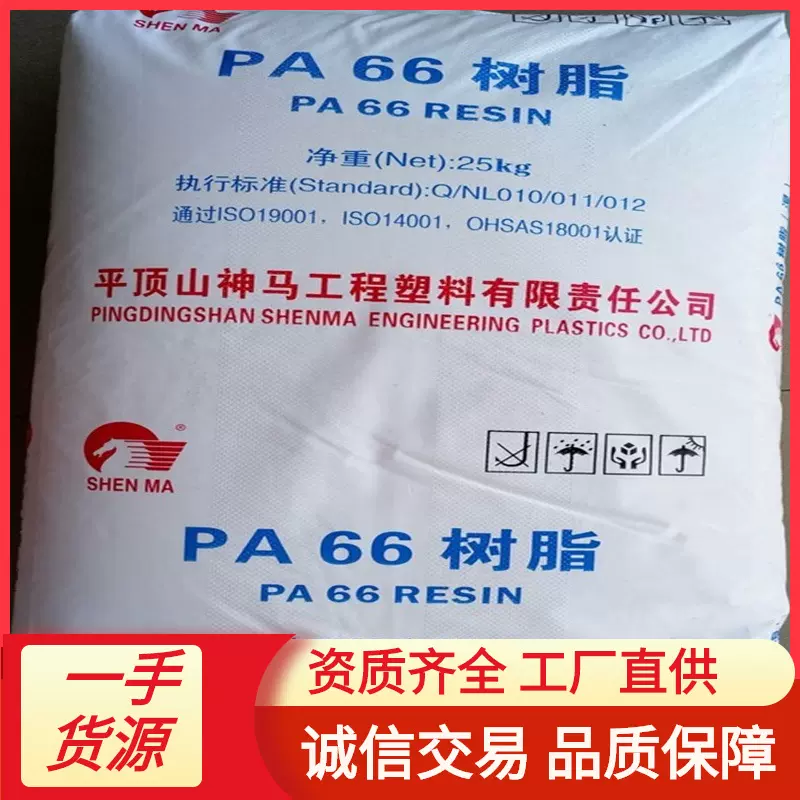 SHEN MA
PA 66 树脂
PA 66 RESIN
净重(Net):25kg
执行标准(Standard):Q/NL010/011/012
通过ISO19001，ISO14001，OHSAS18001认证
平顶山神马工程塑料有限责任公司
PINGDINGSHAN SHENMA ENGINEERING PLASTICS CO.,LTD
®
SHEN MA
PA 66 树脂
PA 66 RESIN
一手
货源
资质齐全 工厂直供
诚信交易 品质保障